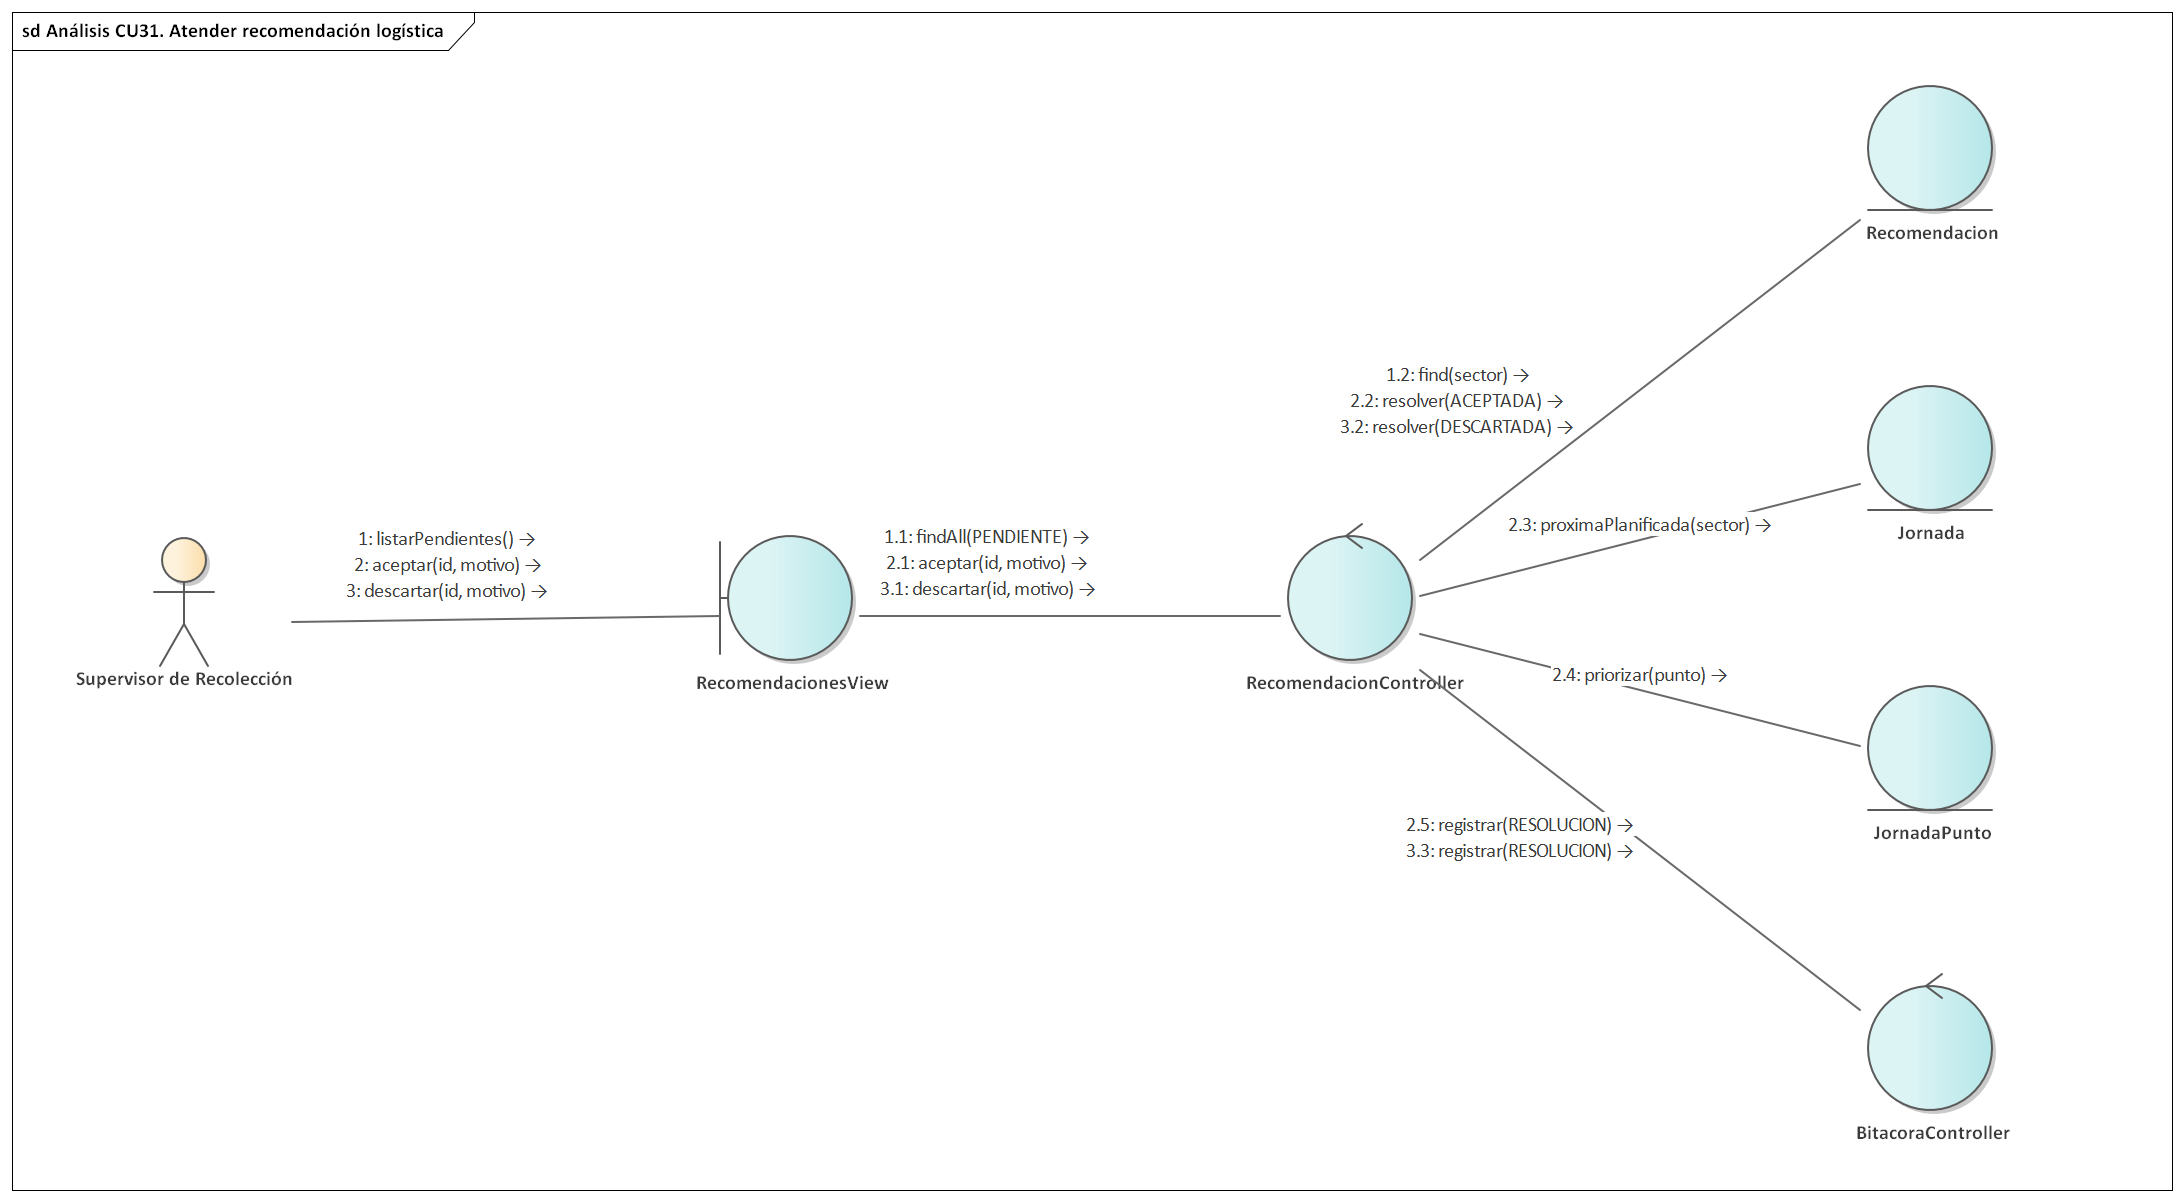 sd Análisis CU31. Atender recomendación logística
Recomendacion
1.2: find(sector) →
2.2: resolver(ACEPTADA) →
3.2: resolver(DESCARTADA) →
2.3: proximaPlanificada(sector) →
Jornada
1: listarPendientes() →
2: aceptar(id, motivo) →
3: descartar(id, motivo) →
1.1: findAll(PENDIENTE) →
2.1: aceptar(id, motivo) →
3.1: descartar(id, motivo) →
Supervisor de Recolección
RecomendacionesView
RecomendacionController
2.4: priorizar(punto) →
JornadaPunto
2.5: registrar(RESOLUCION) →
3.3: registrar(RESOLUCION) →
BitacoraController